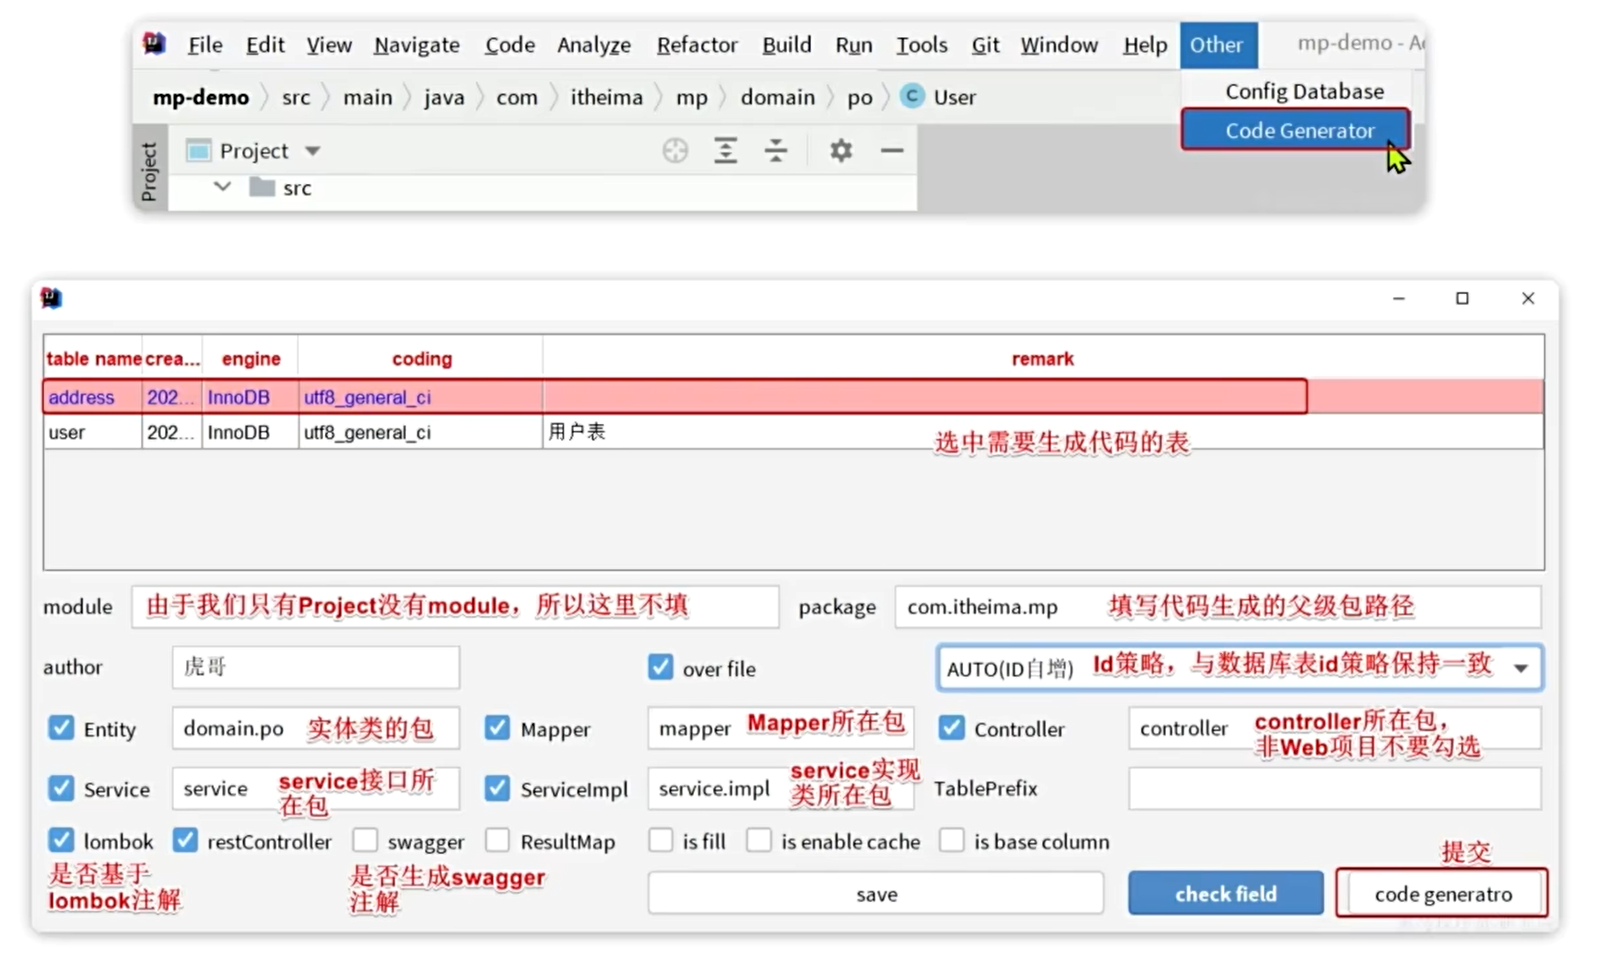 File Edit View Navigate Code Analyze Refactor Build Run Tools Git Window Help Other mp-demo - A
mp-demo src main java com itheima mp domain po C User
Config Database
Code Generator
Project
Project
src
table name crea... engine coding remark
address 202... InnoDB utf8_general_ci
user 202... InnoDB utf8_general_ci 用户表
选中需要生成代码的表
module 由于我们只有Project没有module，所以这里不填 package com.itheima.mp 填写代码生成的父级包路径
author 虎哥 over file AUTO(ID自增) Id策略，与数据库表id策略保持一致
Entity domain.po 实体类的包 Mapper mapper Mapper所在包 Controller controller controller所在包，
非Web项目不要勾选
Service service service接口所
在包
ServiceImpl service.impl service实现
类所在包
TablePrefix
lombok restController swagger ResultMap is fill is enable cache is base column
是否基于
lombok注解
是否生成swagger
注解
提交
save check field code generatro